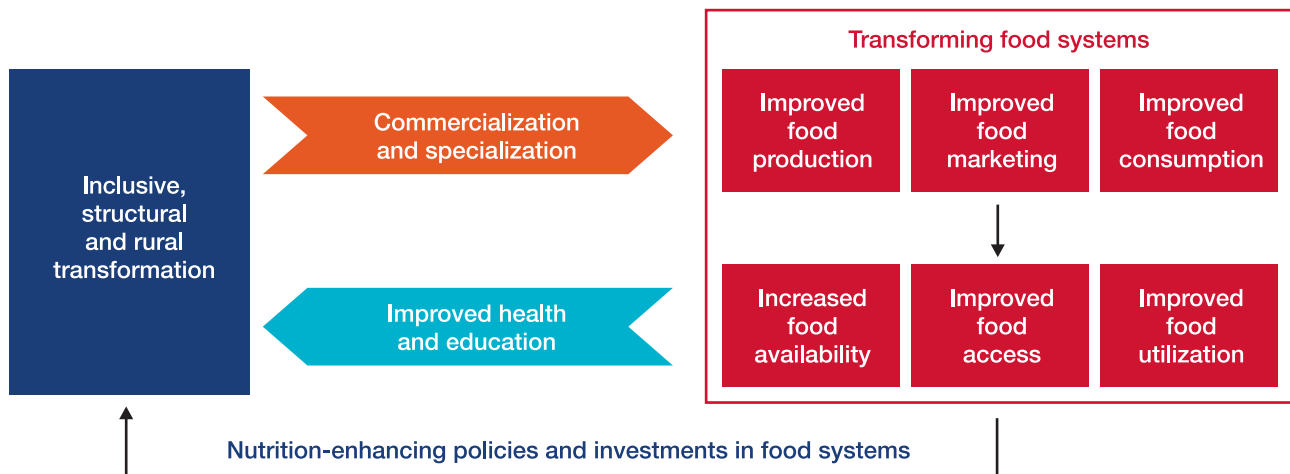 Transforming food systems
Inclusive,
structural
and rural
transformation
Commercialization
and specialization
Improved
food
production
Improved
food
marketing
Improved
food
consumption
Improved health
and education
Increased
food
availability
Improved
food
access
Improved
food
utilization
Nutrition-enhancing policies and investments in food systems